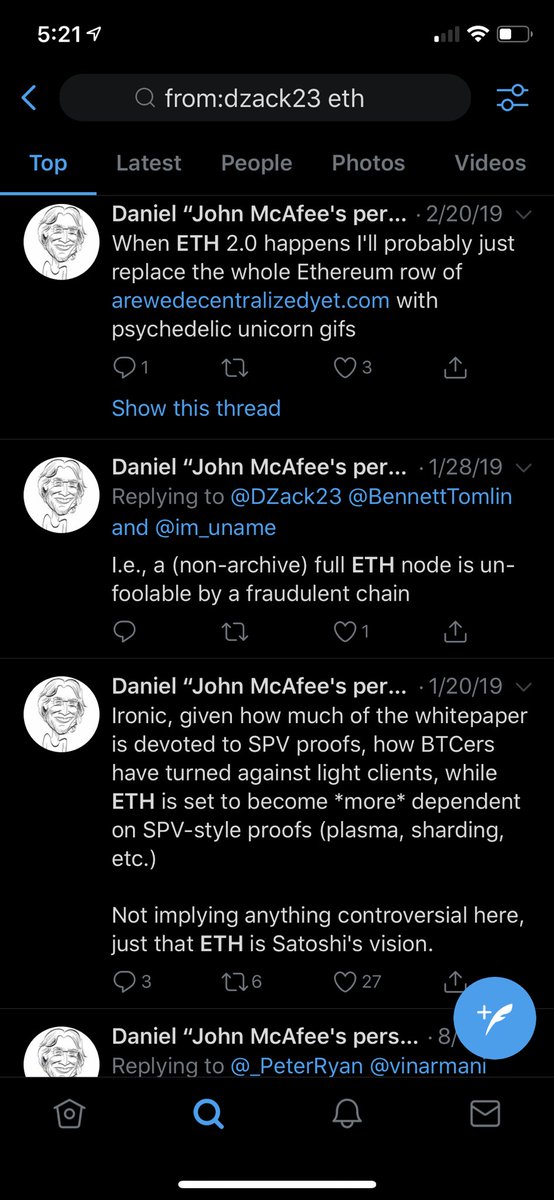 5:21
from:dzack23 eth
Top Latest People Photos Videos
Daniel “John McAfee's per... · 2/20/19
When ETH 2.0 happens I'll probably just
replace the whole Ethereum row of
arewedecentralizedyet.com with
psychedelic unicorn gifs
1 3
Show this thread
Daniel “John McAfee's per... · 1/28/19
Replying to @DZack23 @BennettTomlin
and @im_uname
I.e., a (non-archive) full ETH node is un-
foolable by a fraudulent chain
1
Daniel “John McAfee's per... · 1/20/19
Ironic, given how much of the whitepaper
is devoted to SPV proofs, how BTCers
have turned against light clients, while
ETH is set to become *more* dependent
on SPV-style proofs (plasma, sharding,
etc.)
Not implying anything controversial here,
just that ETH is Satoshi's vision.
3 6 27
Daniel “John McAfee's pers... · 8/
Replying to @_PeterRyan @vinarmani